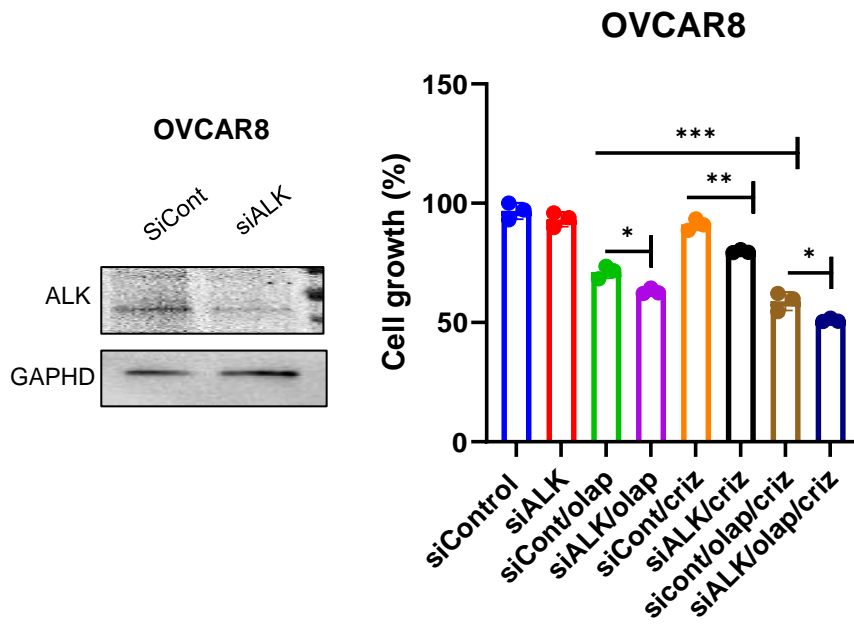 OVCAR8
SiCont
siALK
ALK
GAPHD
OVCAR8
Cell growth (%)
150
100
50
0
***
**
*
*
siControl
siALK
siCont/olap
siALK/olap
siCont/criz
siALK/criz
sicont/olap/criz
siALK/olap/criz